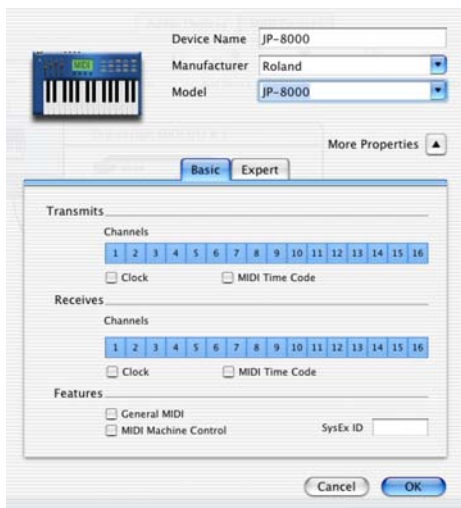 Device Name JP-8000
Manufacturer Roland
Model JP-8000
MIDI
More Properties
Basic Expert
Transmits
Channels
1 2 3 4 5 6 7 8 9 10 11 12 13 14 15 16
Clock MIDI Time Code
Receives
Channels
1 2 3 4 5 6 7 8 9 10 11 12 13 14 15 16
Clock MIDI Time Code
Features
General MIDI
MIDI Machine Control SysEx ID
Cancel OK